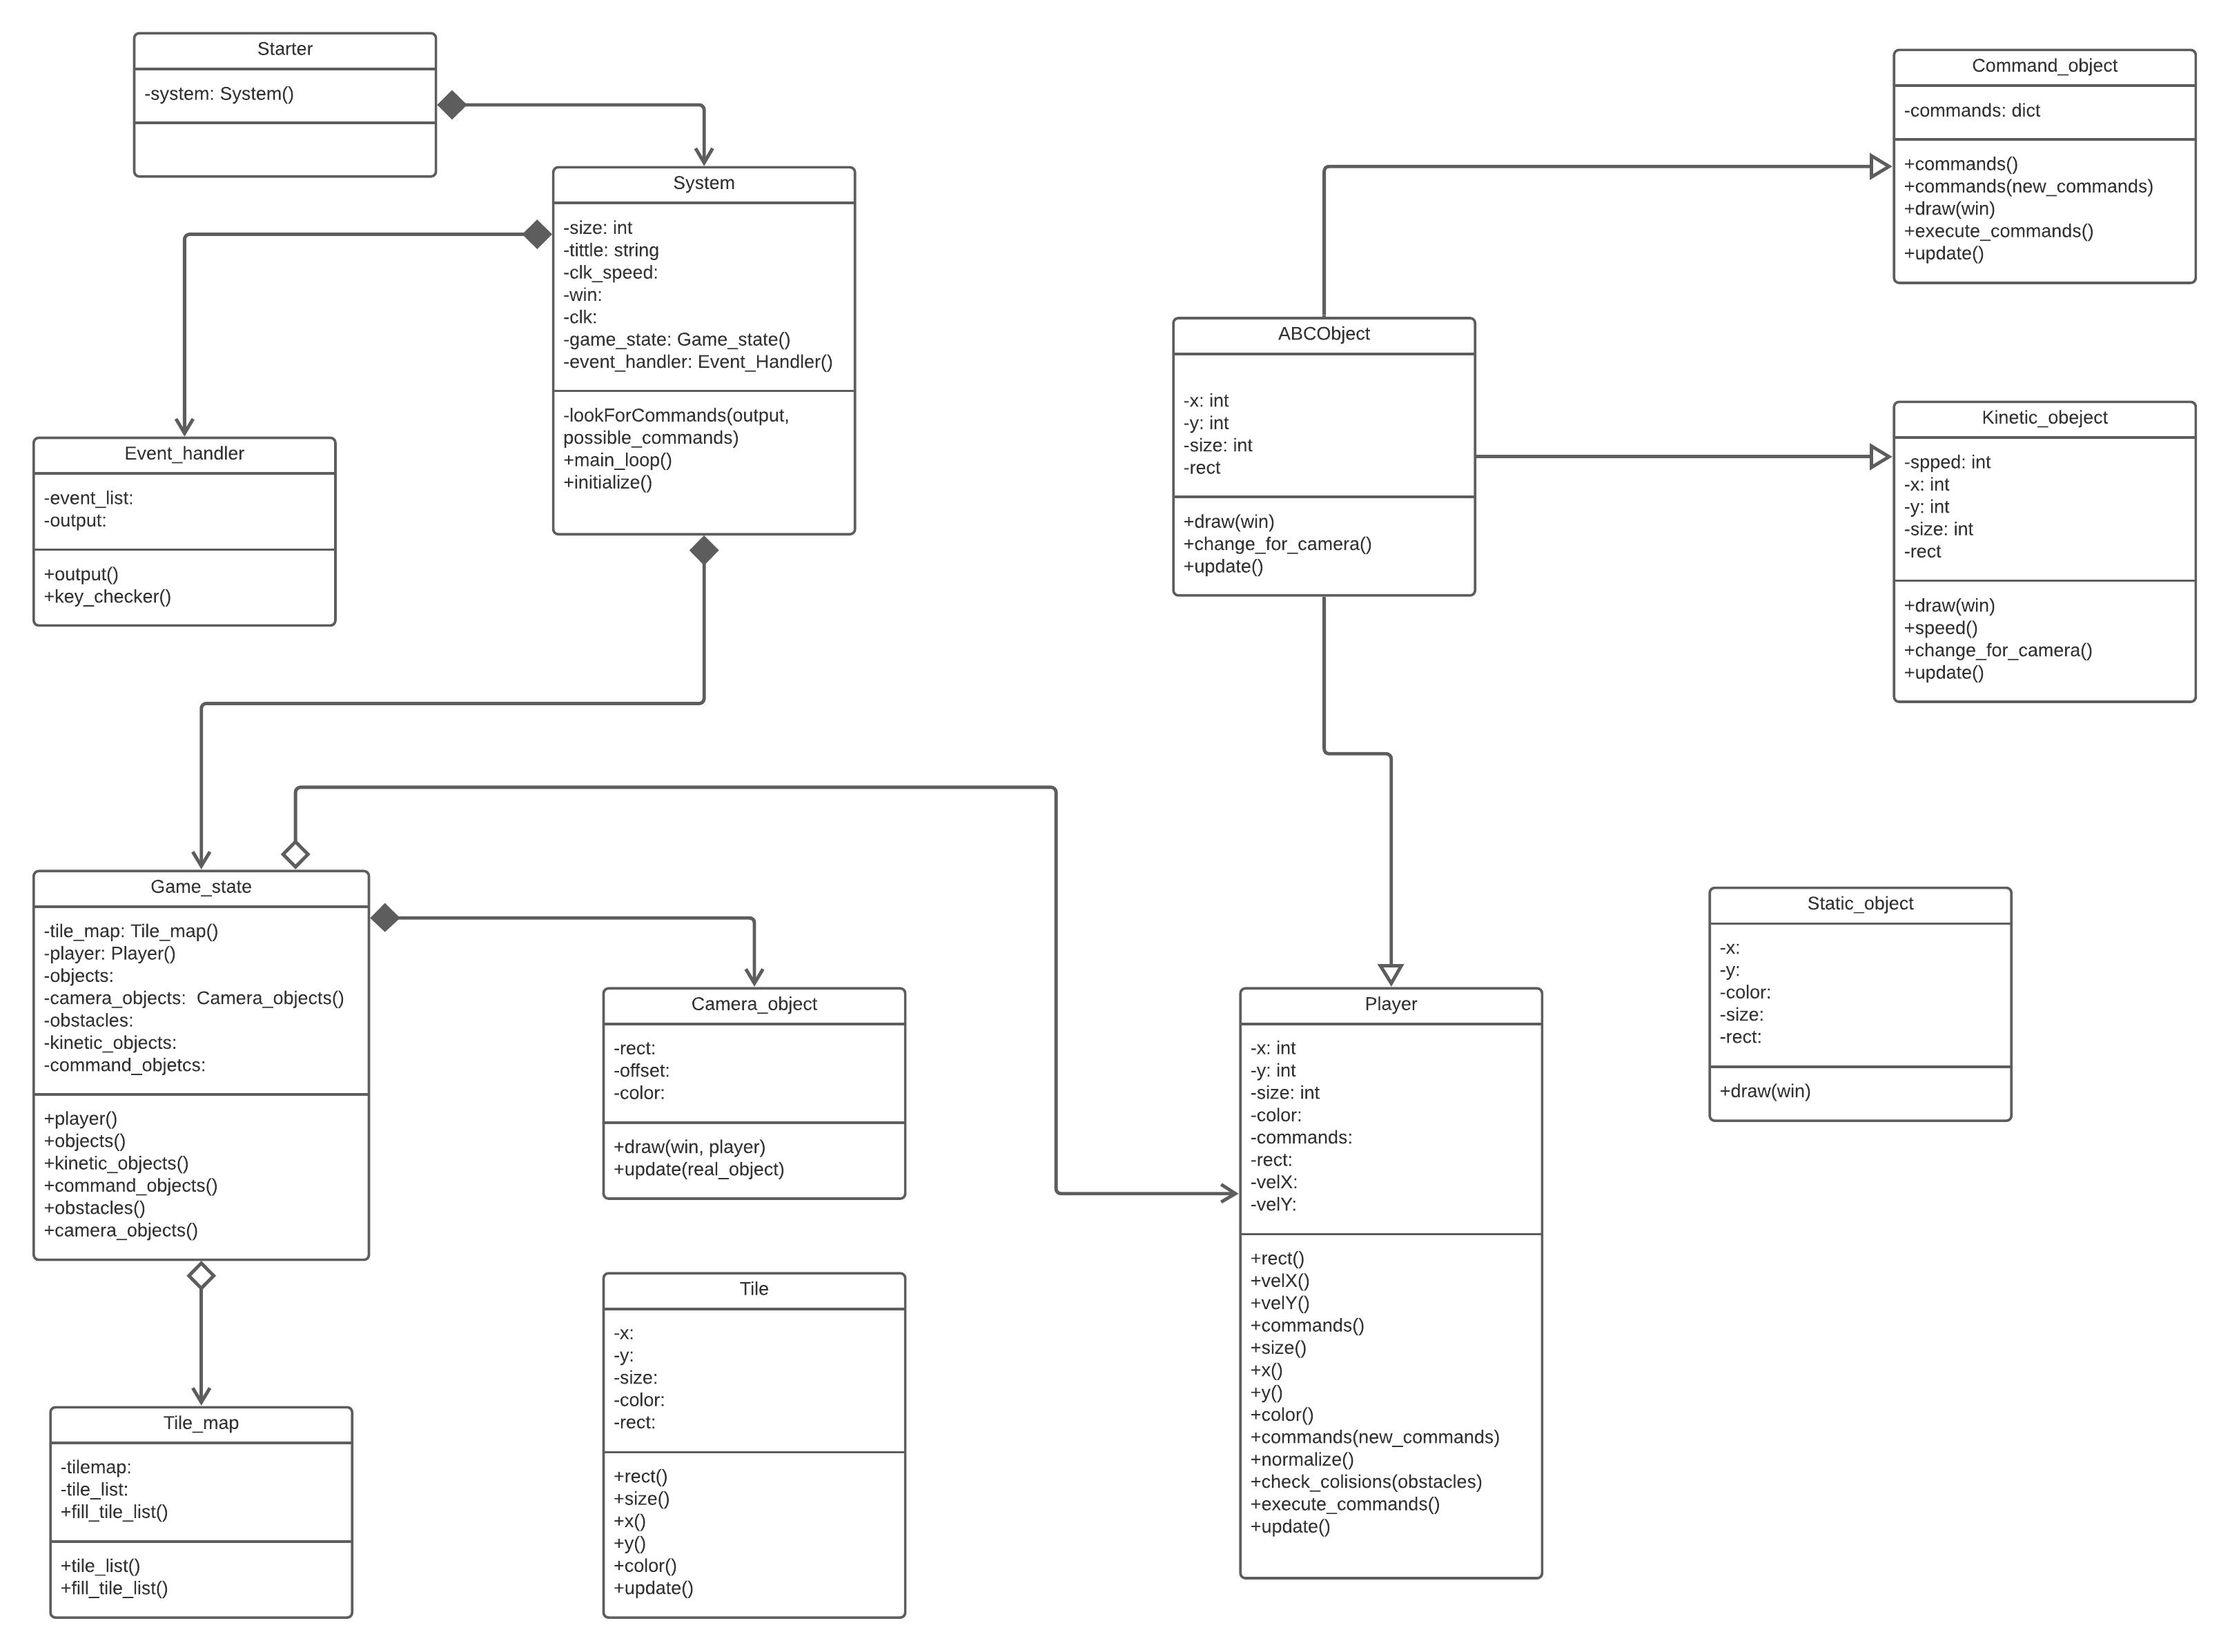 Starter
-system: System()
System
-size: int
-tittle: string
-clk_speed:
-win:
-clk:
-game_state: Game_state()
-event_handler: Event_Handler()
-lookForCommands(output,
possible_commands)
+main_loop()
+initialize()
Event_handler
-event_list:
-output:
+output()
+key_checker()
Command_object
-commands: dict
+commands()
+commands(new_commands)
+draw(win)
+execute_commands()
+update()
ABCObject
-x: int
-y: int
-size: int
-rect
+draw(win)
+change_for_camera()
+update()
Kinetic_obeject
-spped: int
-x: int
-y: int
-size: int
-rect
+draw(win)
+speed()
+change_for_camera()
+update()
Game_state
-tile_map: Tile_map()
-player: Player()
-objects:
-camera_objects:  Camera_objects()
-obstacles:
-kinetic_objects:
-command_objetcs:
+player()
+objects()
+kinetic_objects()
+command_objects()
+obstacles()
+camera_objects()
Camera_object
-rect:
-offset:
-color:
+draw(win, player)
+update(real_object)
Player
-x: int
-y: int
-size: int
-color:
-commands:
-rect:
-velX:
-velY:
+rect()
+velX()
+velY()
+commands()
+size()
+x()
+y()
+color()
+commands(new_commands)
+normalize()
+check_colisions(obstacles)
+execute_commands()
+update()
Static_object
-x:
-y:
-color:
-size:
-rect:
+draw(win)
Tile
-x:
-y:
-size:
-color:
-rect:
+rect()
+size()
+x()
+y()
+color()
+update()
Tile_map
-tilemap:
-tile_list:
+fill_tile_list()
+tile_list()
+fill_tile_list()